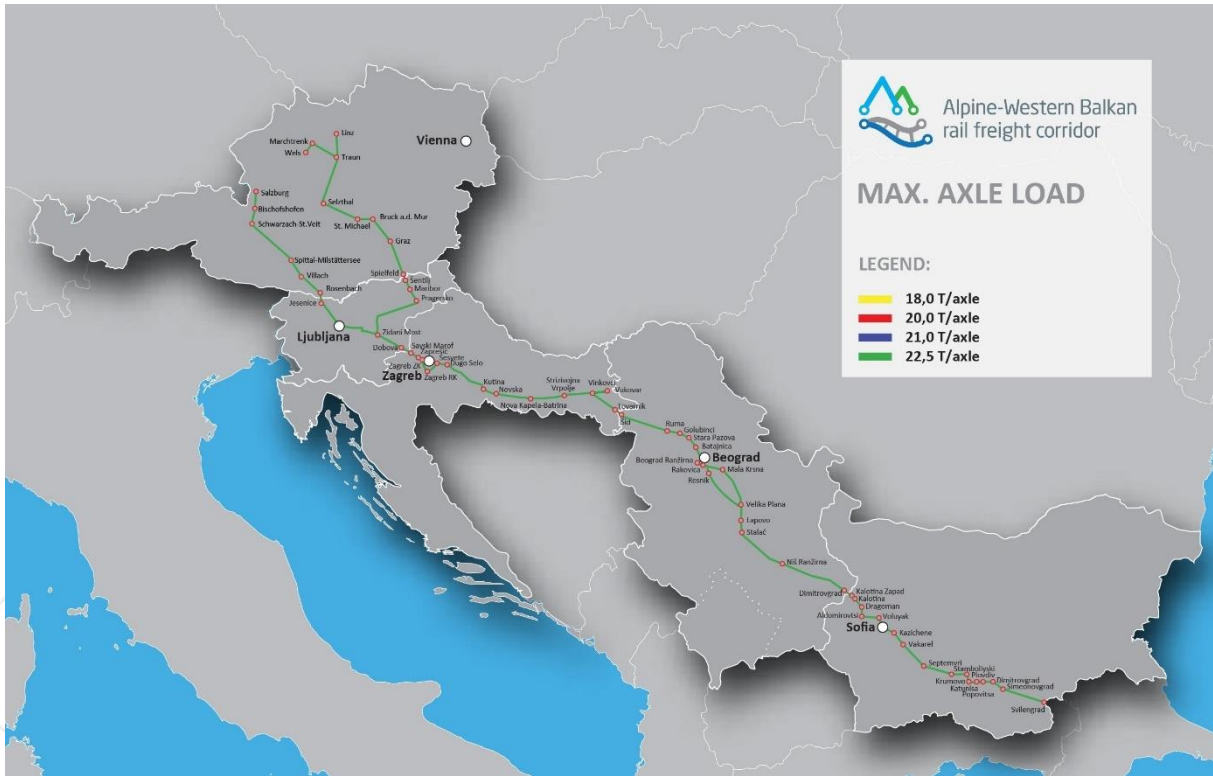 Alpine-Western Balkan
rail freight corridor
MAX. AXLE LOAD
LEGEND:
18,0 T/axle
20,0 T/axle
21,0 T/axle
22,5 T/axle
Vienna
Linz
Marchtrenk
Wels
Traun
Salzburg
Bischofshofen
Schwarzach-St.Veit
Selzthal
St. Michael
Bruck a.d. Mur
Graz
Spittal-Milstättersee
Villach
Rosenbach
Spielfeld
Sentilj
Maribor
Pragersko
Jesenice
Ljubljana
Zidani Most
Dobova
Savski Marof
Zaprešić
Sesvete
Dugo Selo
Zagreb ZK
Zagreb
Zagreb RK
Kutina
Novska
Nova Kapela-Batrina
Strizivojna
Vrpolje
Vinkovci
Vukovar
Tovarnik
Šid
Ruma
Golubinci
Stara Pazova
Batajnica
Beograd
Beograd Ranžirna
Rakovica
Resnik
Mala Krsna
Velika Plana
Lapovo
Stalać
Niš Ranžirna
Dimitrovgrad
Kalotina Zapad
Kalotina
Dragoman
Aldomirovtsi
Voluyak
Sofia
Kazichene
Vakarel
Septemvri
Stamboliyski
Plovdiv
Krumovo
Katunitsa
Popovitsa
Dimitrovgrad
Simeonovgrad
Svilengrad